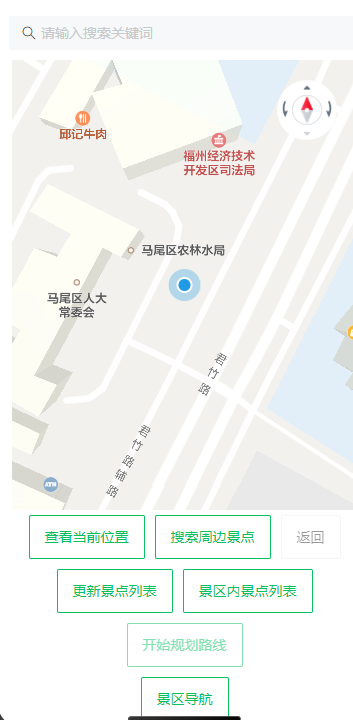 请输入搜索关键词
邱记牛肉
福州经济技术
开发区司法局
马尾区农林水局
马尾区人大
常委会
君竹路
君竹路辅路
ATM
查看当前位置
搜索周边景点
返回
更新景点列表
景区内景点列表
开始规划路线
景区导航